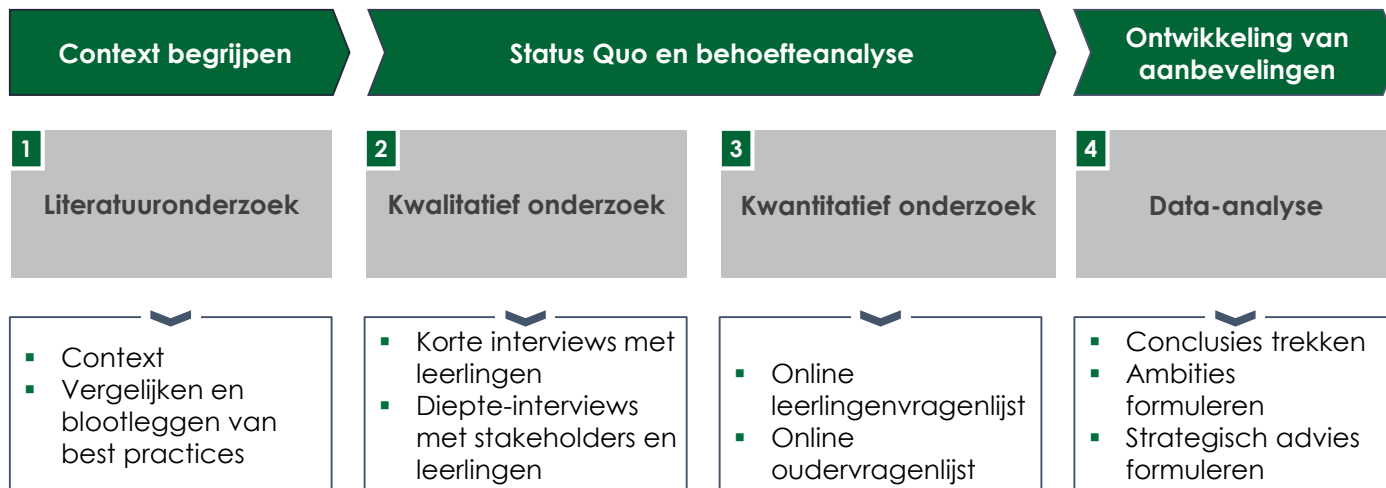 Context begrijpen
Status Quo en behoefteanalyse
Ontwikkeling van
aanbevelingen
1
Literatuuronderzoek
2
Kwalitatief onderzoek
3
Kwantitatief onderzoek
4
Data-analyse
▪ Context
▪ Vergelijken en
blootleggen van
best practices
▪ Korte interviews met
leerlingen
▪ Diepte-interviews
met stakeholders en
leerlingen
▪ Online
leerlingenvragenlijst
▪ Online
oudervragenlijst
▪ Conclusies trekken
▪ Ambities
formuleren
▪ Strategisch advies
formuleren